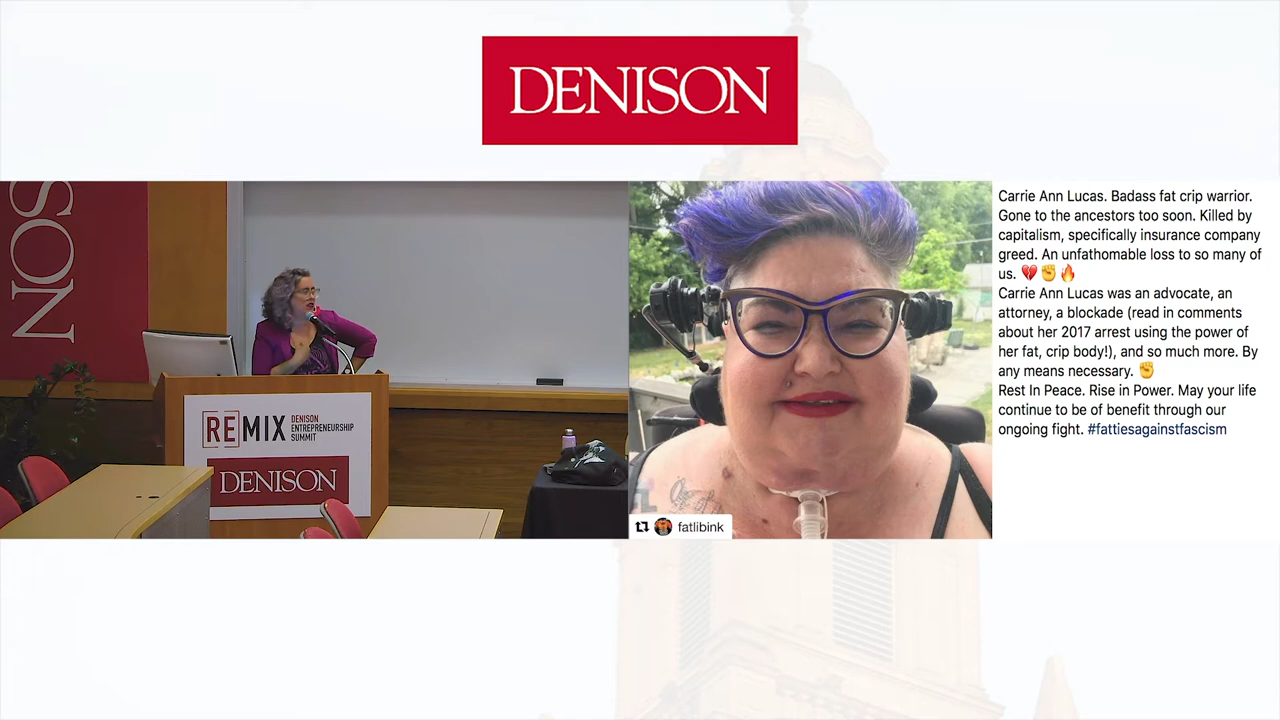 DENISON
SON
REMIX
DENISON
ENTREPRENEURSHIP
SUMMIT
DENISON
fatlibink
Carrie Ann Lucas. Badass fat crip warrior.
Gone to the ancestors too soon. Killed by
capitalism, specifically insurance company
greed. An unfathomable loss to so many of
us. 💔✊🔥
Carrie Ann Lucas was an advocate, an
attorney, a blockade (read in comments
about her 2017 arrest using the power of
her fat, crip body!), and so much more. By
any means necessary. ✊
Rest In Peace. Rise in Power. May your life
continue to be of benefit through our
ongoing fight. #fattiesagainstfascism